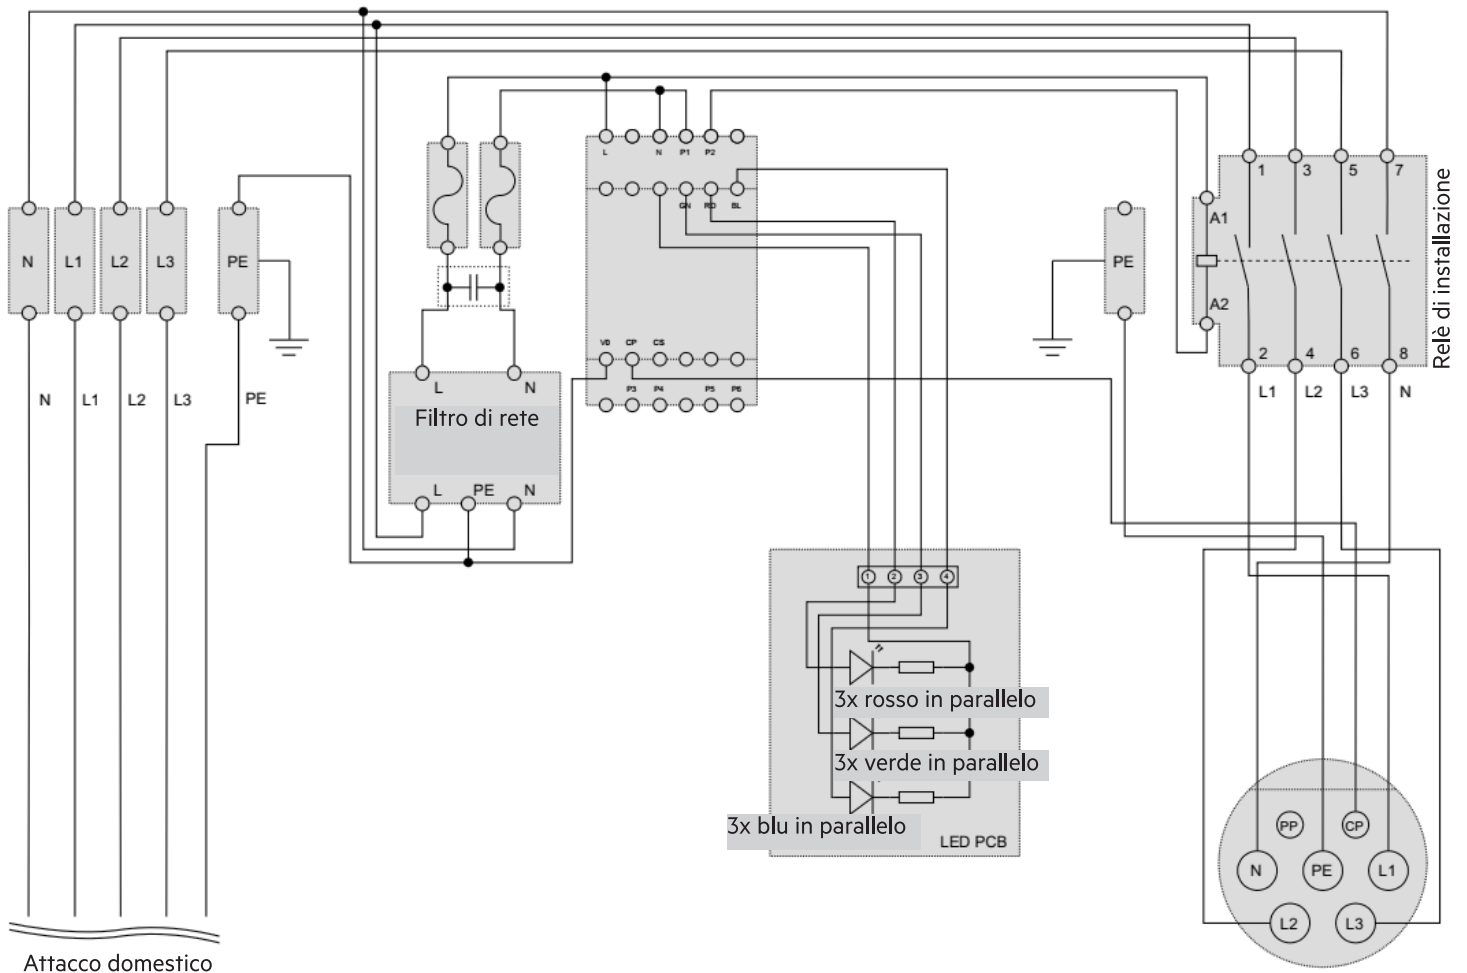 L N P1 P2
GN RD BL
1 3 5 7
A1
N L1 L2 L3 PE
PE
A2
Relè di installazione
V0 CP CS
2 4 6 8
P3 P4 P5 P6
L N
L1 L2 L3 N
N L1 L2 L3 PE
Filtro di rete
L PE N
1 2 3 4
3x rosso in parallelo
3x verde in parallelo
3x blu in parallelo
LED PCB
PP CP
N PE L1
L2 L3
Attacco domestico